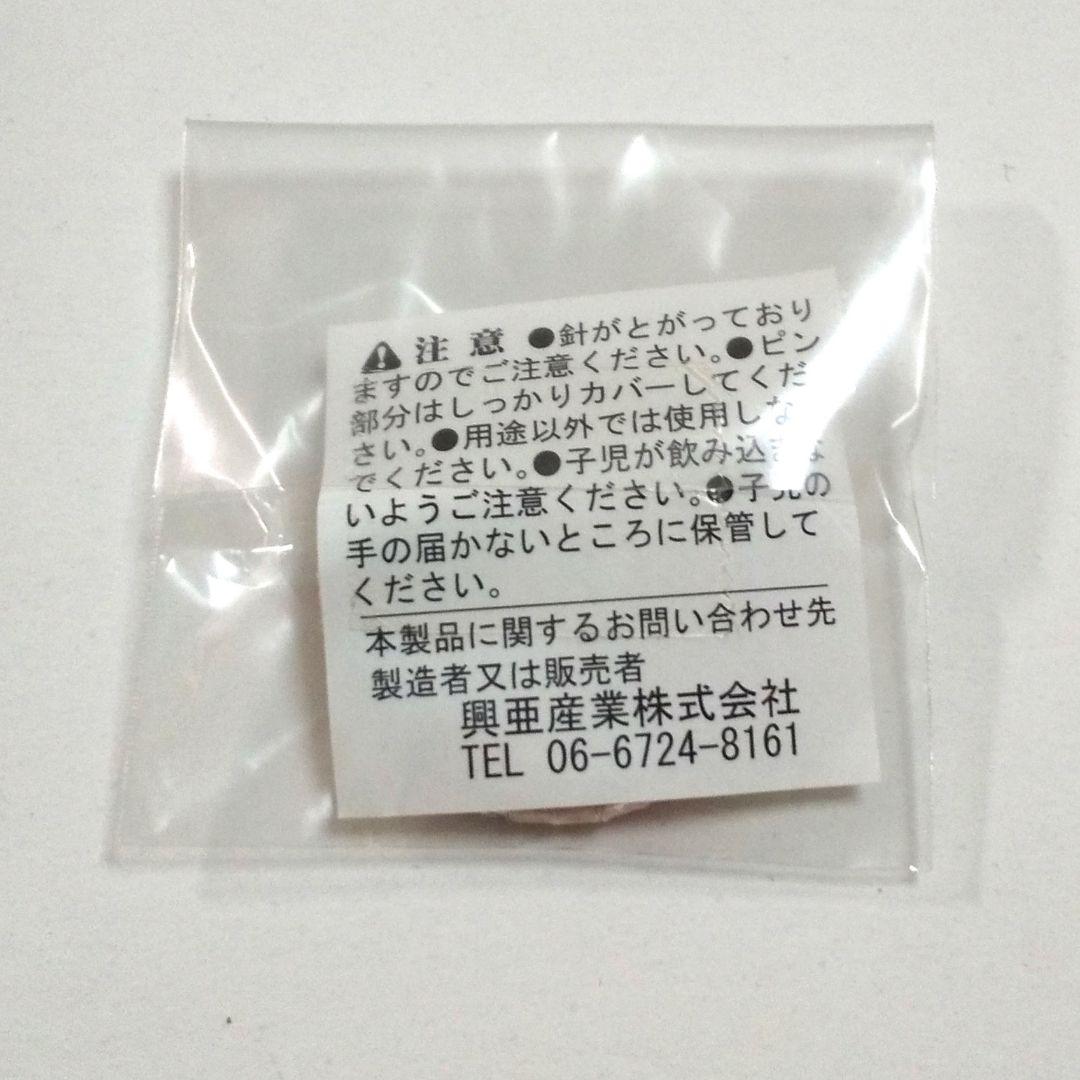 ⚠注意 ●針がとがっており
ますのでご注意ください。●ピン
部分はしっかりカバーしてくだ
さい。●用途以外では使用しない
でください。●子児が飲み込まな
いようご注意ください。●子児の
手の届かないところに保管して
ください。
本製品に関するお問い合わせ先
製造者又は販売者
興亜産業株式会社
TEL 06-6724-8161